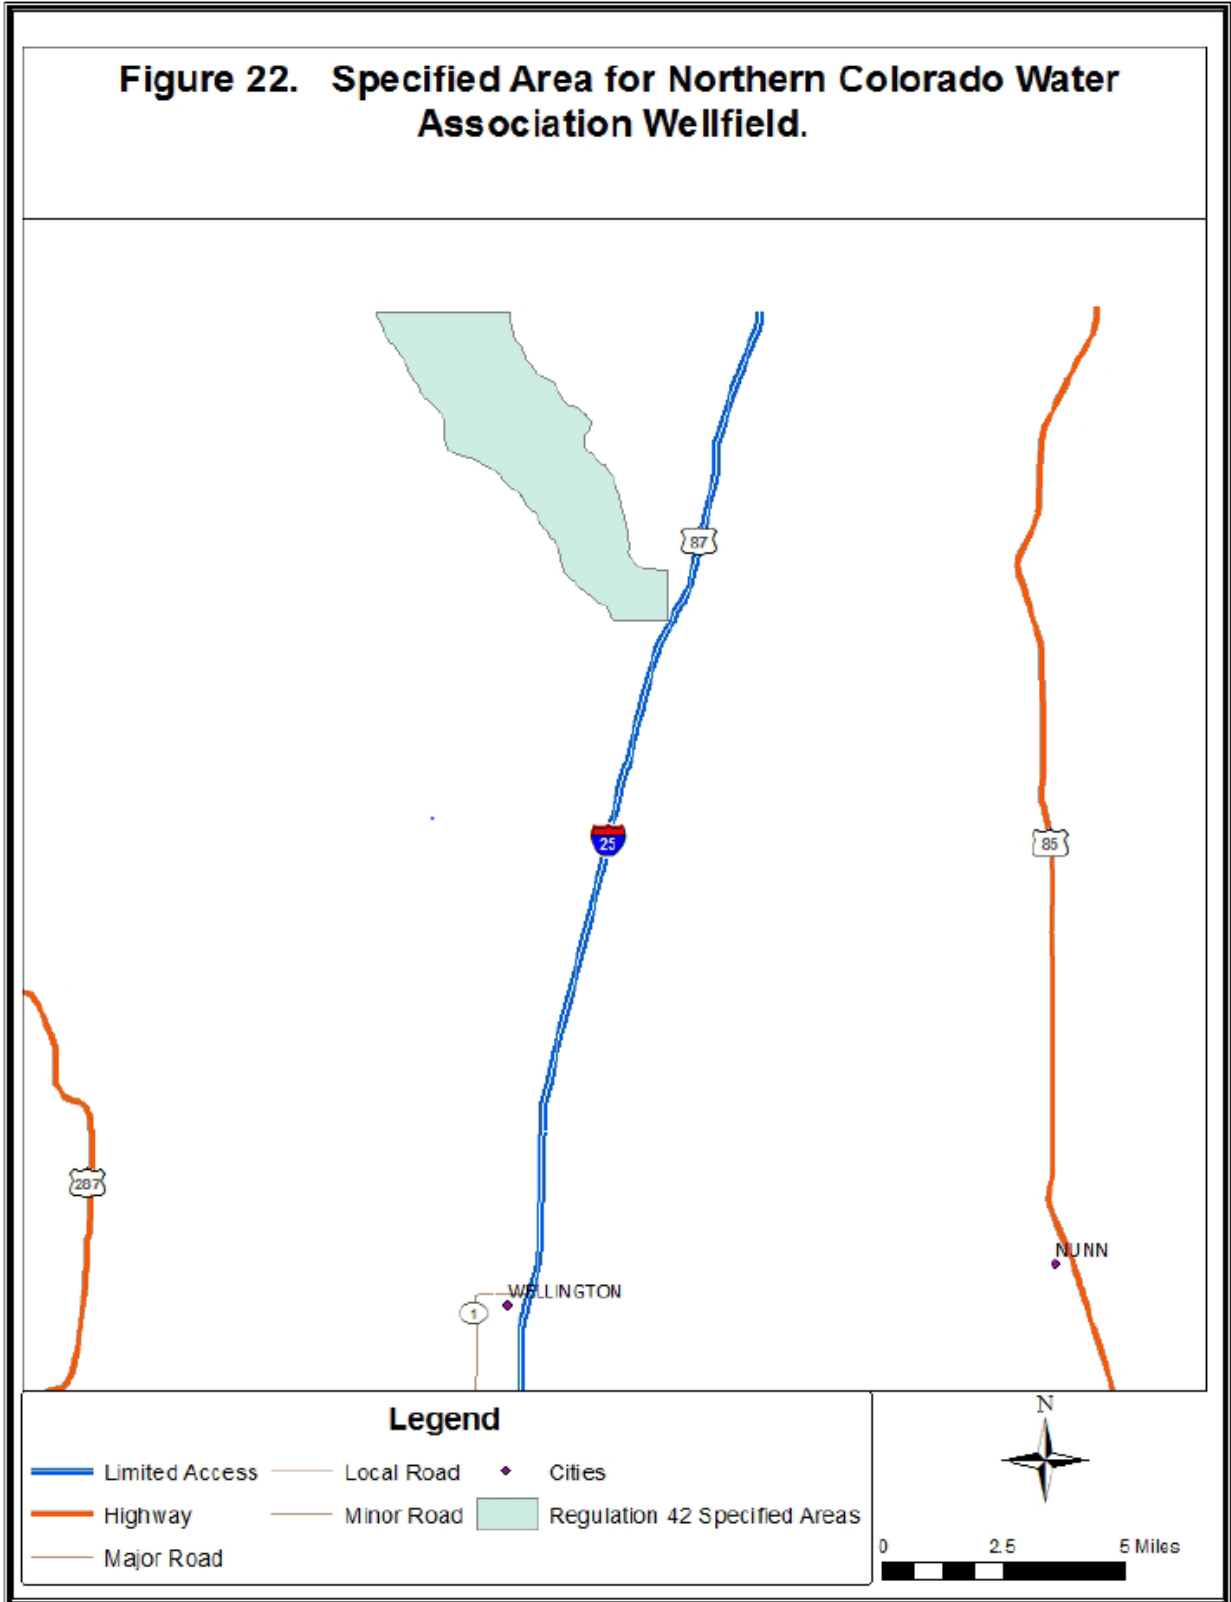 Figure 22. Specified Area for Northern Colorado Water
Association Wellfield.
87
25
85
287
NUNN
WELLINGTON
1
Legend
N
Limited Access
Local Road
Cities
Highway
Minor Road
Regulation 42 Specified Areas
Major Road
0 2.5 5 Miles